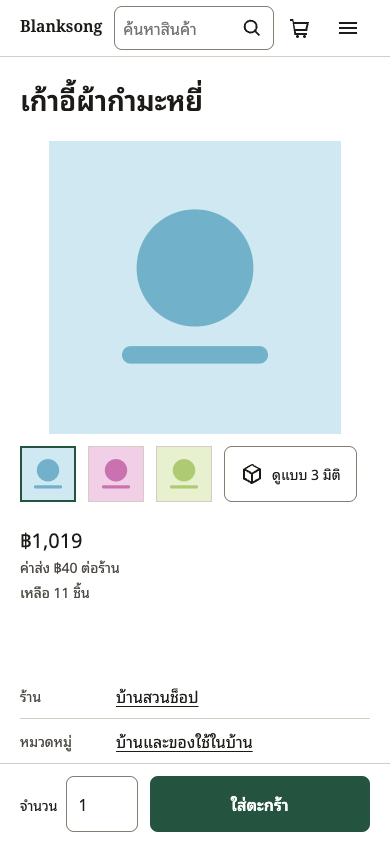 Blanksong
ค้นหาสินค้า
เก้าอี้ผ้ากำมะหยี่
ดูแบบ 3 มิติ
฿1,019
ค่าส่ง ฿40 ต่อร้าน
เหลือ 11 ชิ้น
ร้าน บ้านสวนช็อป
หมวดหมู่ บ้านและของใช้ในบ้าน
จำนวน 1 ใส่ตะกร้า